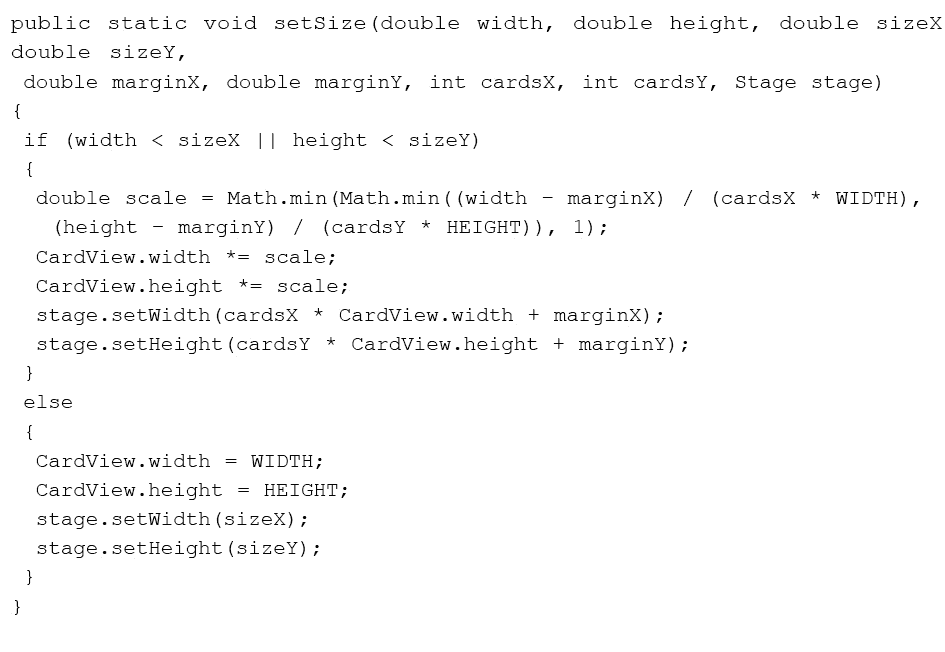 public static void setSize(double width, double height, double sizeX
double sizeY,
double marginX, double marginY, int cardsX, int cardsY, Stage stage)
{
if (width < sizeX || height < sizeY)
{
double scale = Math.min(Math.min((width − marginX) / (cardsX * WIDTH),
(height − marginY) / (cardsY * HEIGHT)), 1);
CardView.width *= scale;
CardView.height *= scale;
stage.setWidth(cardsX * CardView.width + marginX);
stage.setHeight(cardsY * CardView.height + marginY);
}
else
{
CardView.width = WIDTH;
CardView.height = HEIGHT;
stage.setWidth(sizeX);
stage.setHeight(sizeY);
}
}